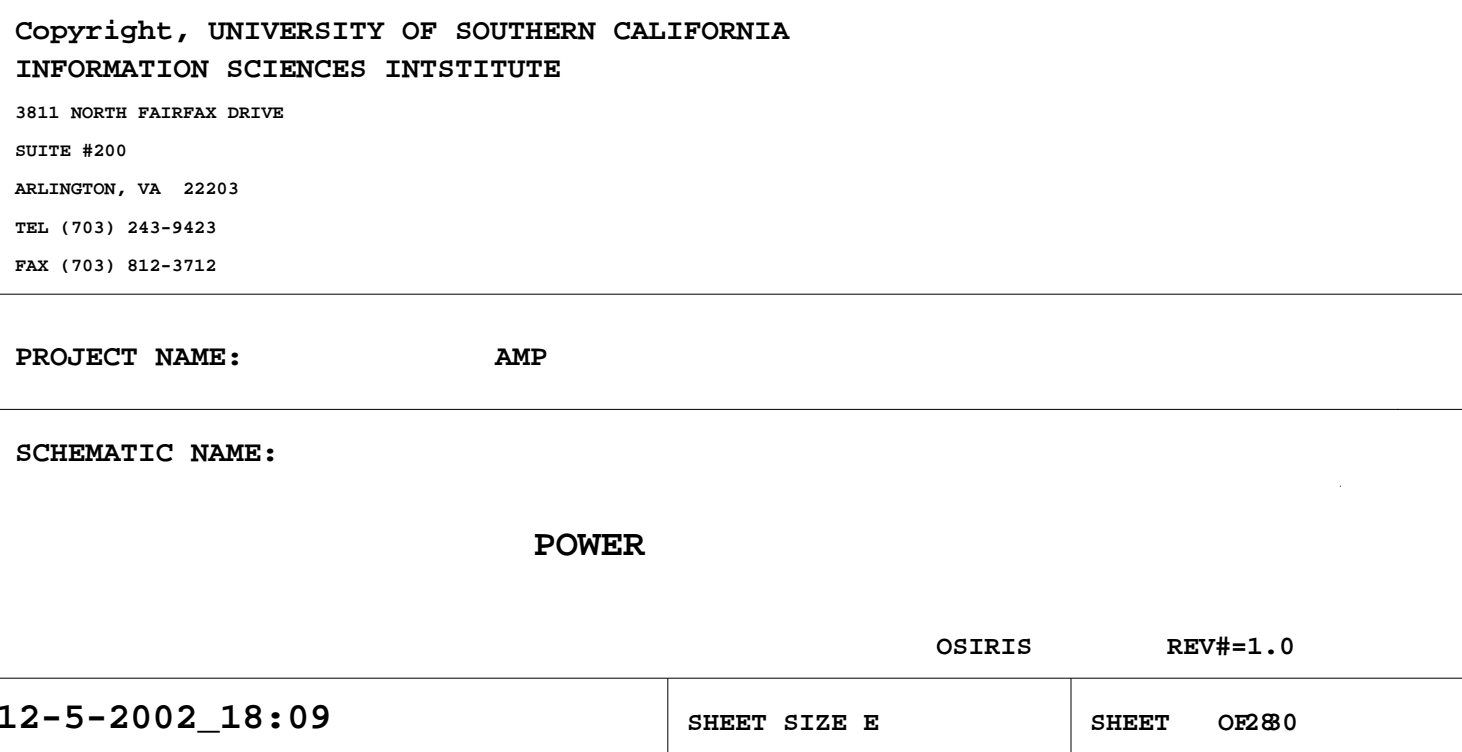 Copyright, UNIVERSITY OF SOUTHERN CALIFORNIA
INFORMATION SCIENCES INTSTITUTE
3811 NORTH FAIRFAX DRIVE
SUITE #200
ARLINGTON, VA 22203
TEL (703) 243-9423
FAX (703) 812-3712
PROJECT NAME: AMP
SCHEMATIC NAME:
POWER
OSIRIS REV#=1.0
12-5-2002_18:09 SHEET SIZE E SHEET OF